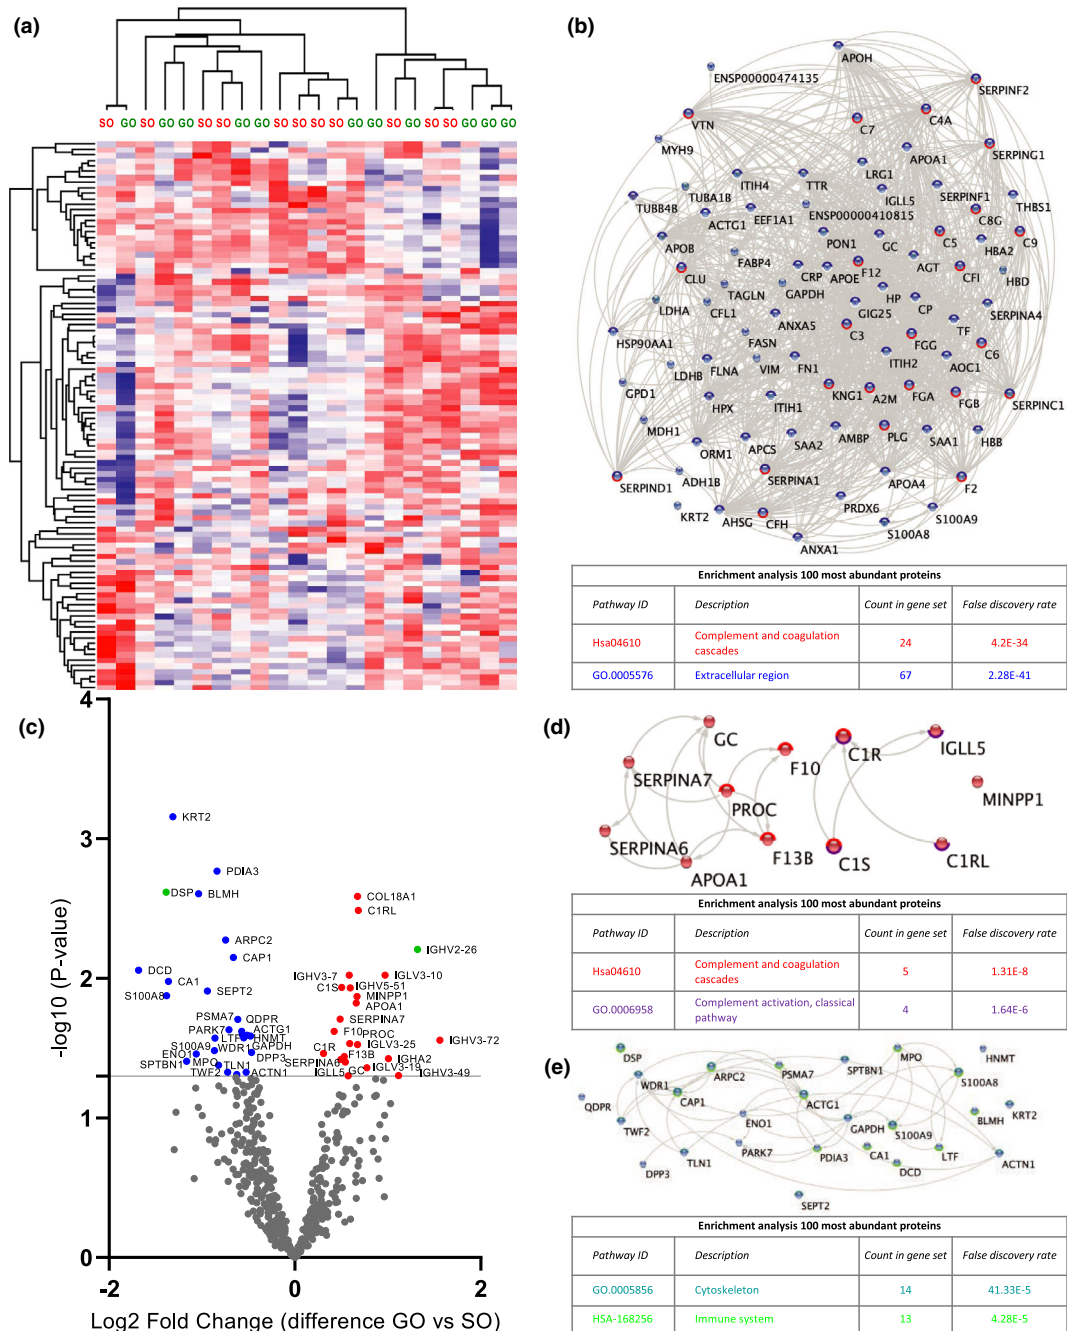 (a)
SO GO SO GO GO SO SO GO GO SO SO SO SO GO GO SO GO SO SO GO GO GO
(b)
APOH
ENSP00000474135
SERPINF2
VTN
C7
C4A
MYH9
APOA1
SERPING1
LRG1
ITIH4
TTR
TUBA1B
IGLL5
SERPINF1
THBS1
TUBB4B
ACTG1
EEF1A1
ENSP00000410815
C8G
APOB
PON1
GC
C5
HBA2
C9
FABP4
AGT
CLU
CRP
APOE
F12
CFI
HBD
TAGLN
GAPDH
HP
CP
LDHA
CFL1
GIG25
SERPINA4
ANXA5
TF
HSP90AA1
FASN
C3
FGG
C6
LDHB
FLNA
VIM
FN1
ITIH2
AOC1
GPD1
HPX
ITIH1
KNG1
A2M
FGA
FGB
SERPINC1
MDH1
ORM1
APCS
SAA2
AMBP
PLG
SAA1
HBB
SERPIND1
ADH1B
SERPINA1
APOA4
F2
KRT2
AHSG
CFH
PRDX6
S100A9
S100A8
ANXA1
Enrichment analysis 100 most abundant proteins
Pathway ID Description Count in gene set False discovery rate
Hsa04610 Complement and coagulation cascades 24 4.2E-34
GO.0005576 Extracellular region 67 2.28E-41
(c)
4
3
2
1
0
-log10 (P-value)
KRT2
PDIA3
DSP
BLMH
COL18A1
C1RL
ARPC2
CAP1
IGHV2-26
DCD
CA1
S100A8
SEPT2
IGHV3-7
C1S
IGLV3-10
IGHV5-51
MINPP1
APOA1
PSMA7
QDPR
SERPINA7
PARK7
LTF
ACTG1
HNMT
F10
PROC
IGHV3-72
S100A9
WDR1
GAPDH
C1R
IGLV3-25
ENO1
MPO
DPP3
SERPINA6
F13B
IGHA2
SPTBN1
TLN1
TWF2
ACTN1
IGLL5
GC
IGLV3-19
IGHV3-49
-2
0
2
Log2 Fold Change (difference GO vs SO)
(d)
GC
C1R
IGLL5
SERPINA7
F10
PROC
MINPP1
SERPINA6
F13B
C1S
C1RL
APOA1
Enrichment analysis 100 most abundant proteins
Pathway ID Description Count in gene set False discovery rate
Hsa04610 Complement and coagulation cascades 5 1.31E-8
GO.0006958 Complement activation, classical pathway 4 1.64E-6
(e)
DSP
MPO
HNMT
WDR1
ARPC2
PSMA7
SPTBN1
S100A8
QDPR
CAP1
ACTG1
BLMH
KRT2
TWF2
ENO1
GAPDH
S100A9
DPP3
TLN1
PARK7
PDIA3
CA1
DCD
LTF
ACTN1
SEPT2
Enrichment analysis 100 most abundant proteins
Pathway ID Description Count in gene set False discovery rate
GO.0005856 Cytoskeleton 14 41.33E-5
HSA-168256 Immune system 13 4.28E-5